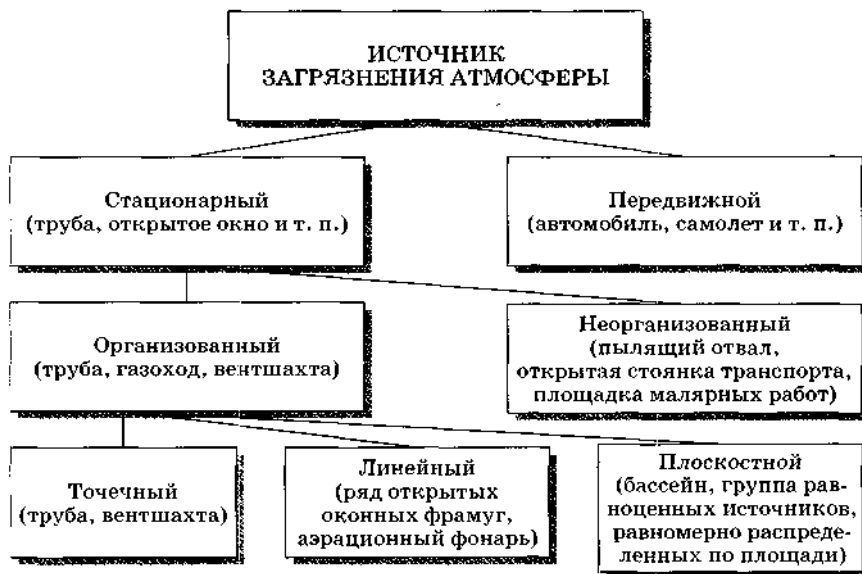 ИСТОЧНИК
ЗАГРЯЗНЕНИЯ АТМОСФЕРЫ
Стационарный
(труба, открытое окно и т. п.)
Передвижной
(автомобиль, самолет и т. п.)
Организованный
(труба, газоход, вентшахта)
Неорганизованный
(пылящий отвал,
открытая стоянка транспорта,
площадка малярных работ)
Точечный
(труба, вентшахта)
Линейный
(ряд открытых
оконных фрамуг,
аэрационный фонарь)
Плоскостной
(бассейн, группа рав-
ноценных источников,
равномерно распреде-
ленных по площади)